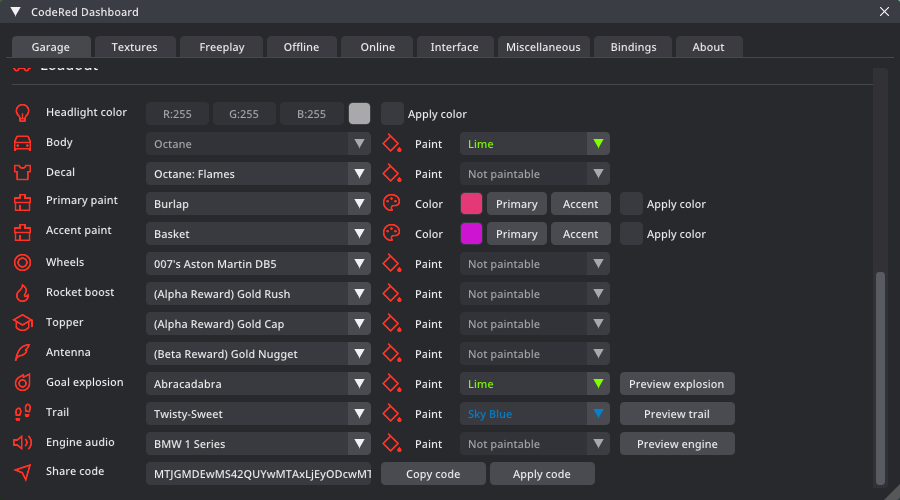 CodeRed Dashboard
Garage Textures Freeplay Offline Online Interface Miscellaneous Bindings About
Loadout
Headlight color R:255 G:255 B:255 Apply color
Body Octane Paint Lime
Decal Octane: Flames Paint Not paintable
Primary paint Burlap Color Primary Accent Apply color
Accent paint Basket Color Primary Accent Apply color
Wheels 007's Aston Martin DB5 Paint Not paintable
Rocket boost (Alpha Reward) Gold Rush Paint Not paintable
Topper (Alpha Reward) Gold Cap Paint Not paintable
Antenna (Beta Reward) Gold Nugget Paint Not paintable
Goal explosion Abracadabra Paint Lime Preview explosion
Trail Twisty-Sweet Paint Sky Blue Preview trail
Engine audio BMW 1 Series Paint Not paintable Preview engine
Share code MTJGMDEwMS42QUYwMTAxLjEyODcwMT Copy code Apply code